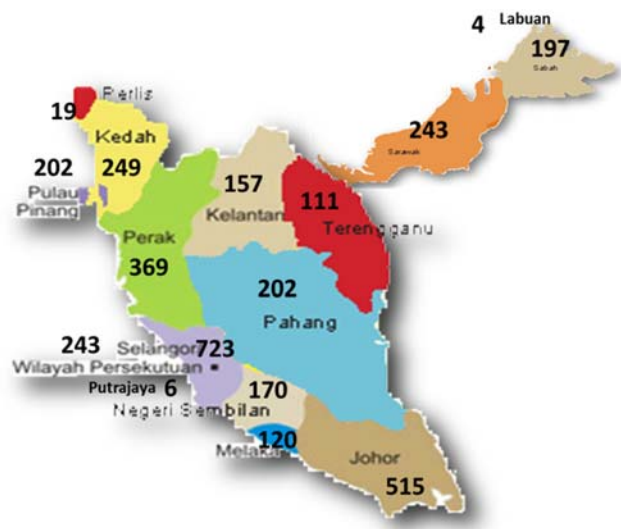 4 Labuan
197
Sabah
243
Sarawak
Perlis
19
Kedah
249
202
Pulau
Pinang
157
Kelantan
111
Terengganu
Perak
369
202
Pahang
243
Selangor 723
Wilayah Persekutuan
Putrajaya 6
170
Negeri Sembilan
120
Melaka
Johor
515